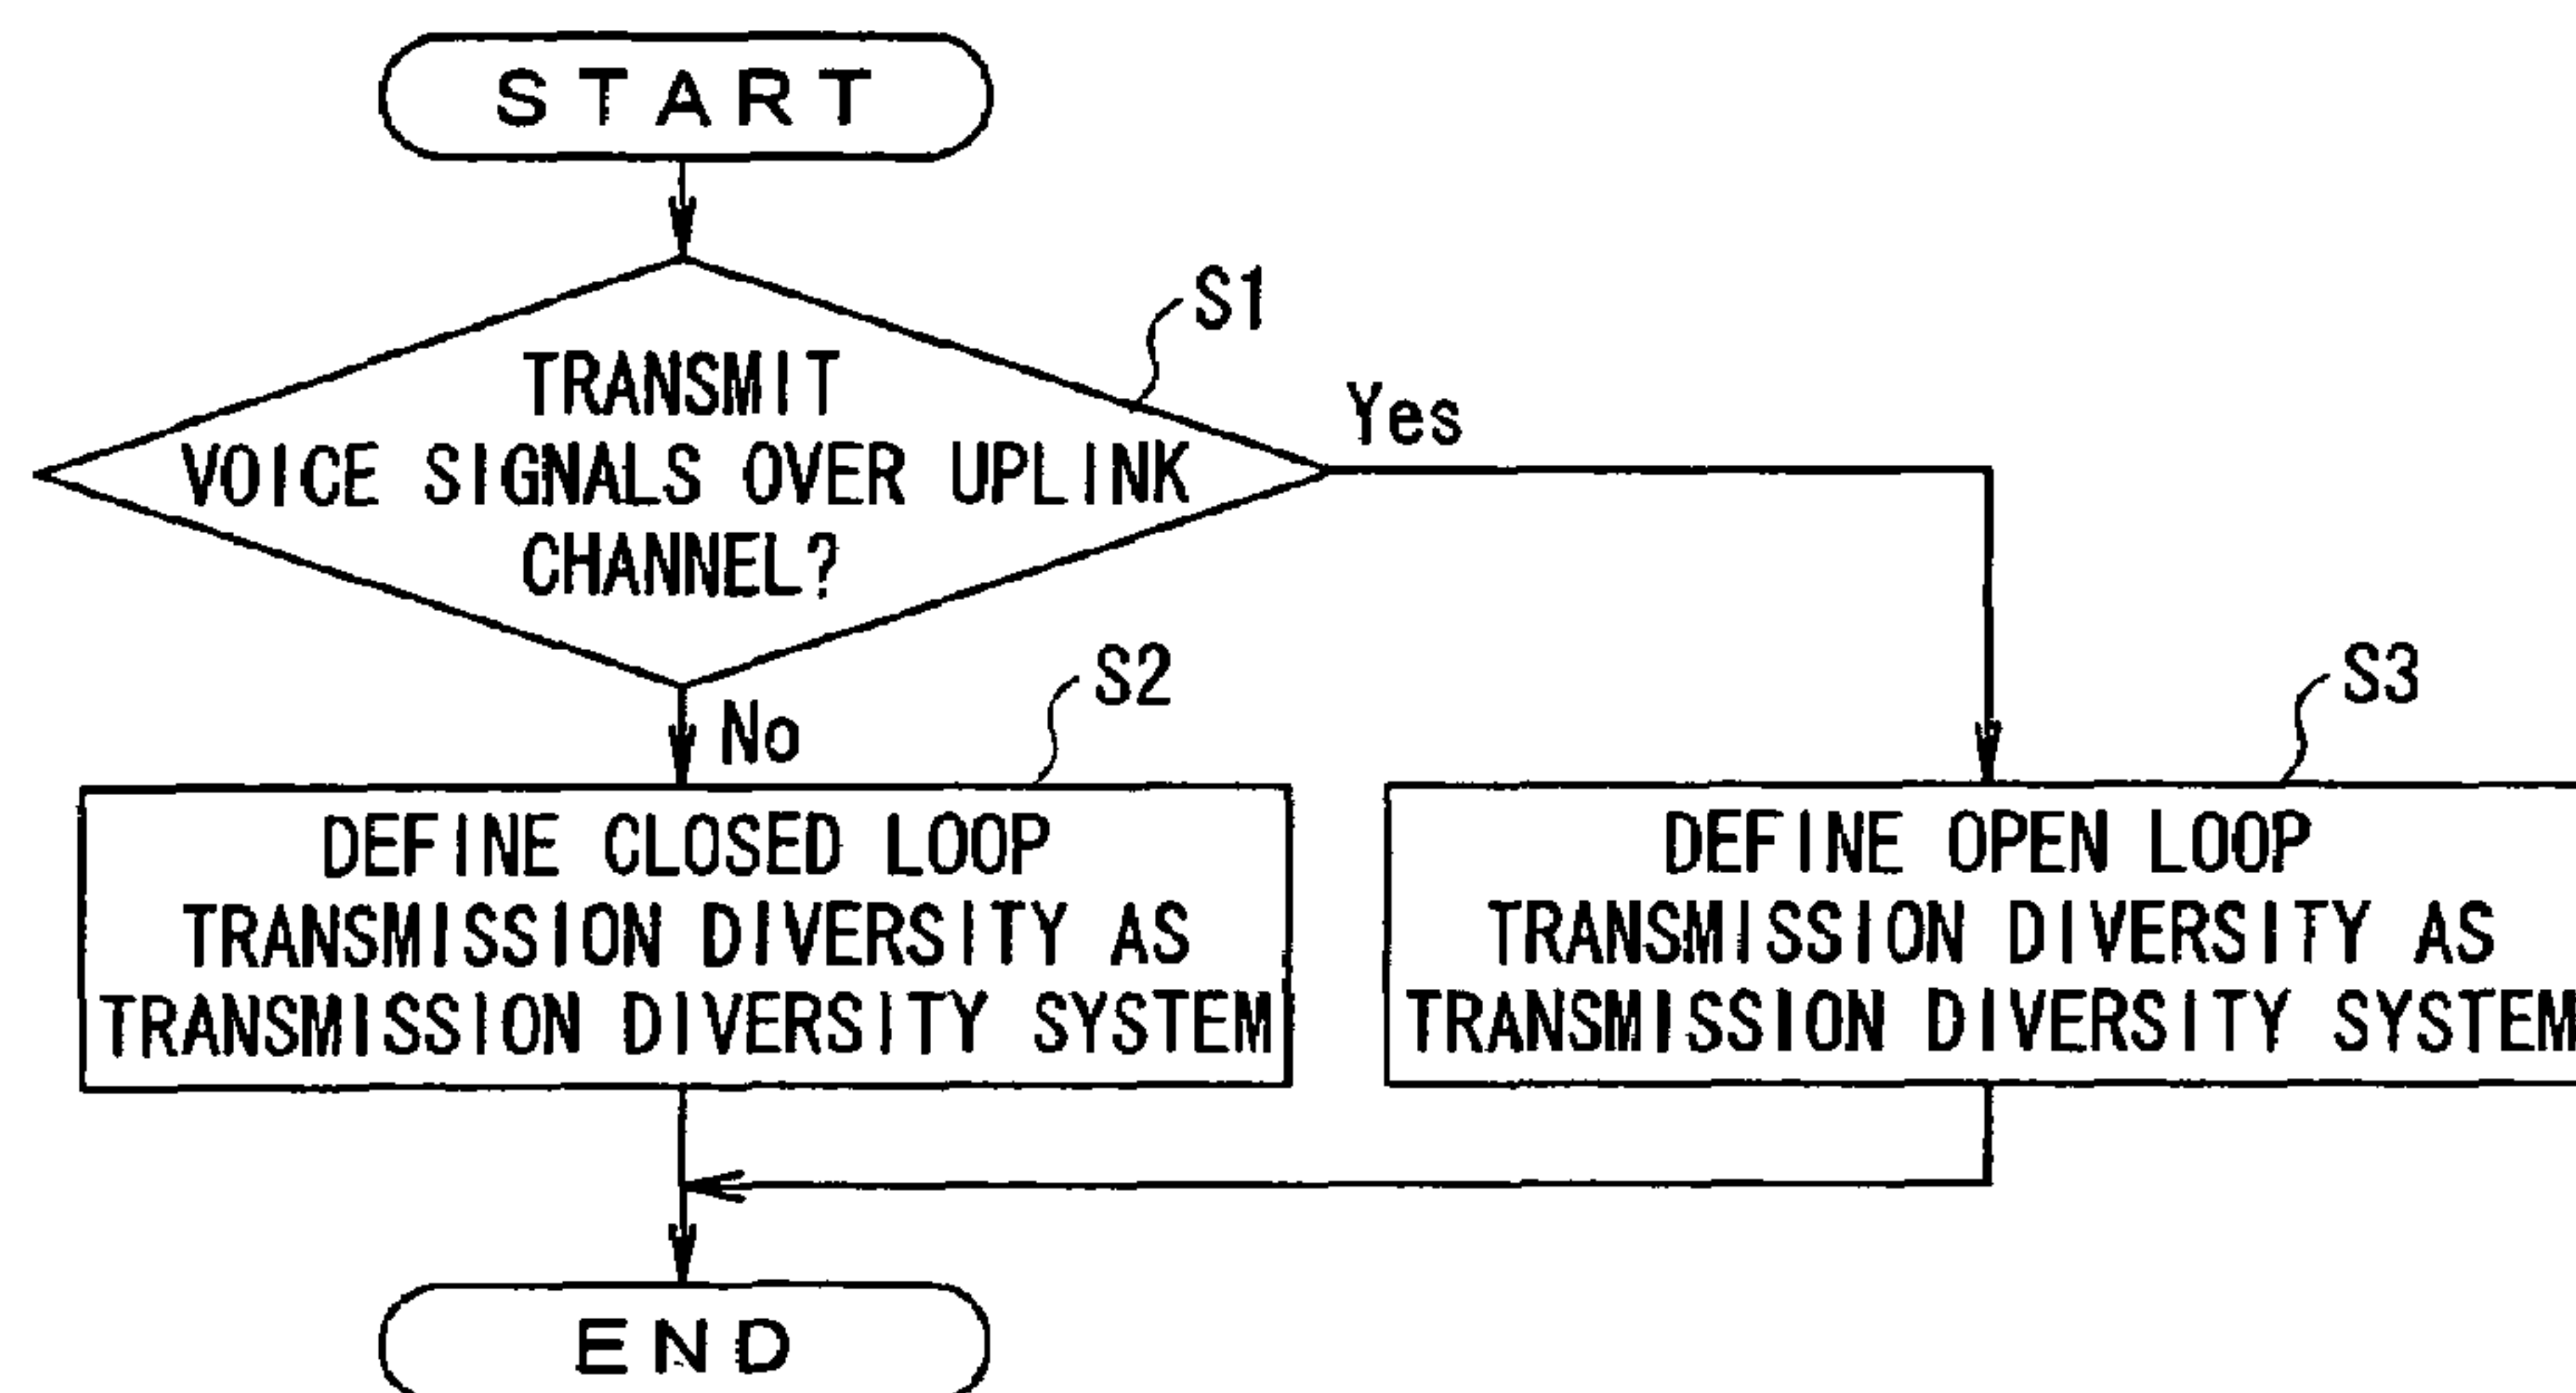 START
S1
TRANSMIT
VOICE SIGNALS OVER UPLINK
CHANNEL?
Yes
No
S2
DEFINE CLOSED LOOP
TRANSMISSION DIVERSITY AS
TRANSMISSION DIVERSITY SYSTEM
S3
DEFINE OPEN LOOP
TRANSMISSION DIVERSITY AS
TRANSMISSION DIVERSITY SYSTEM
END